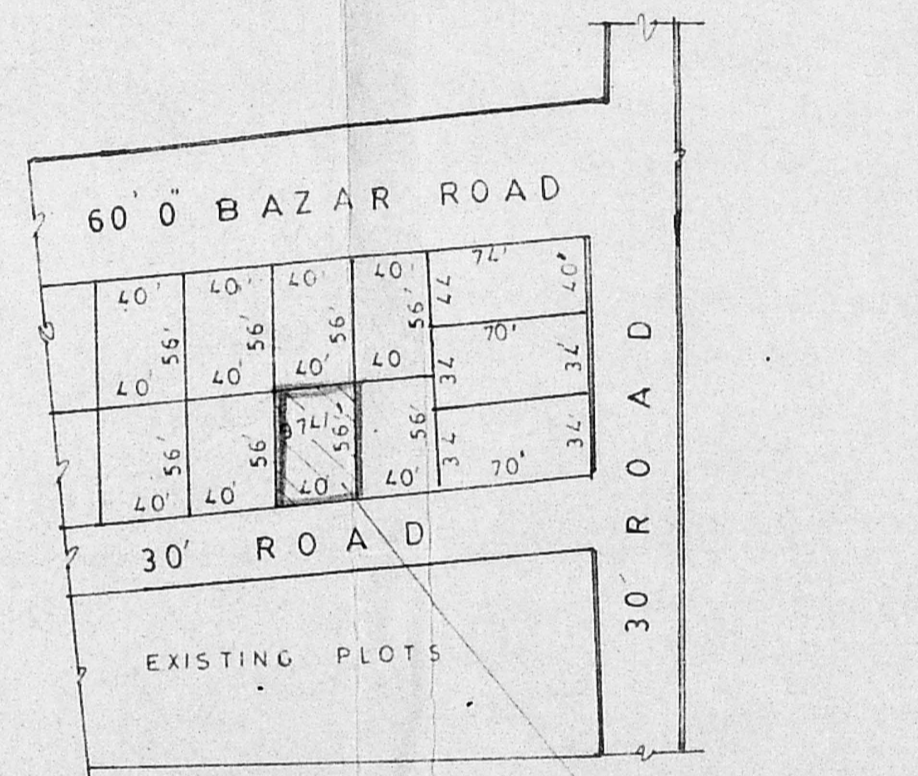 60' 0" BAZAR ROAD
40' 40' 40' 40' 74'
44 40'
56' 56' 56' 56'
70'
40 40 40' 40 34 34'
56' 56' 56' 56'
40' 40' 40 40' 34 34'
70'
30' ROAD
30' ROAD
EXISTING PLOTS